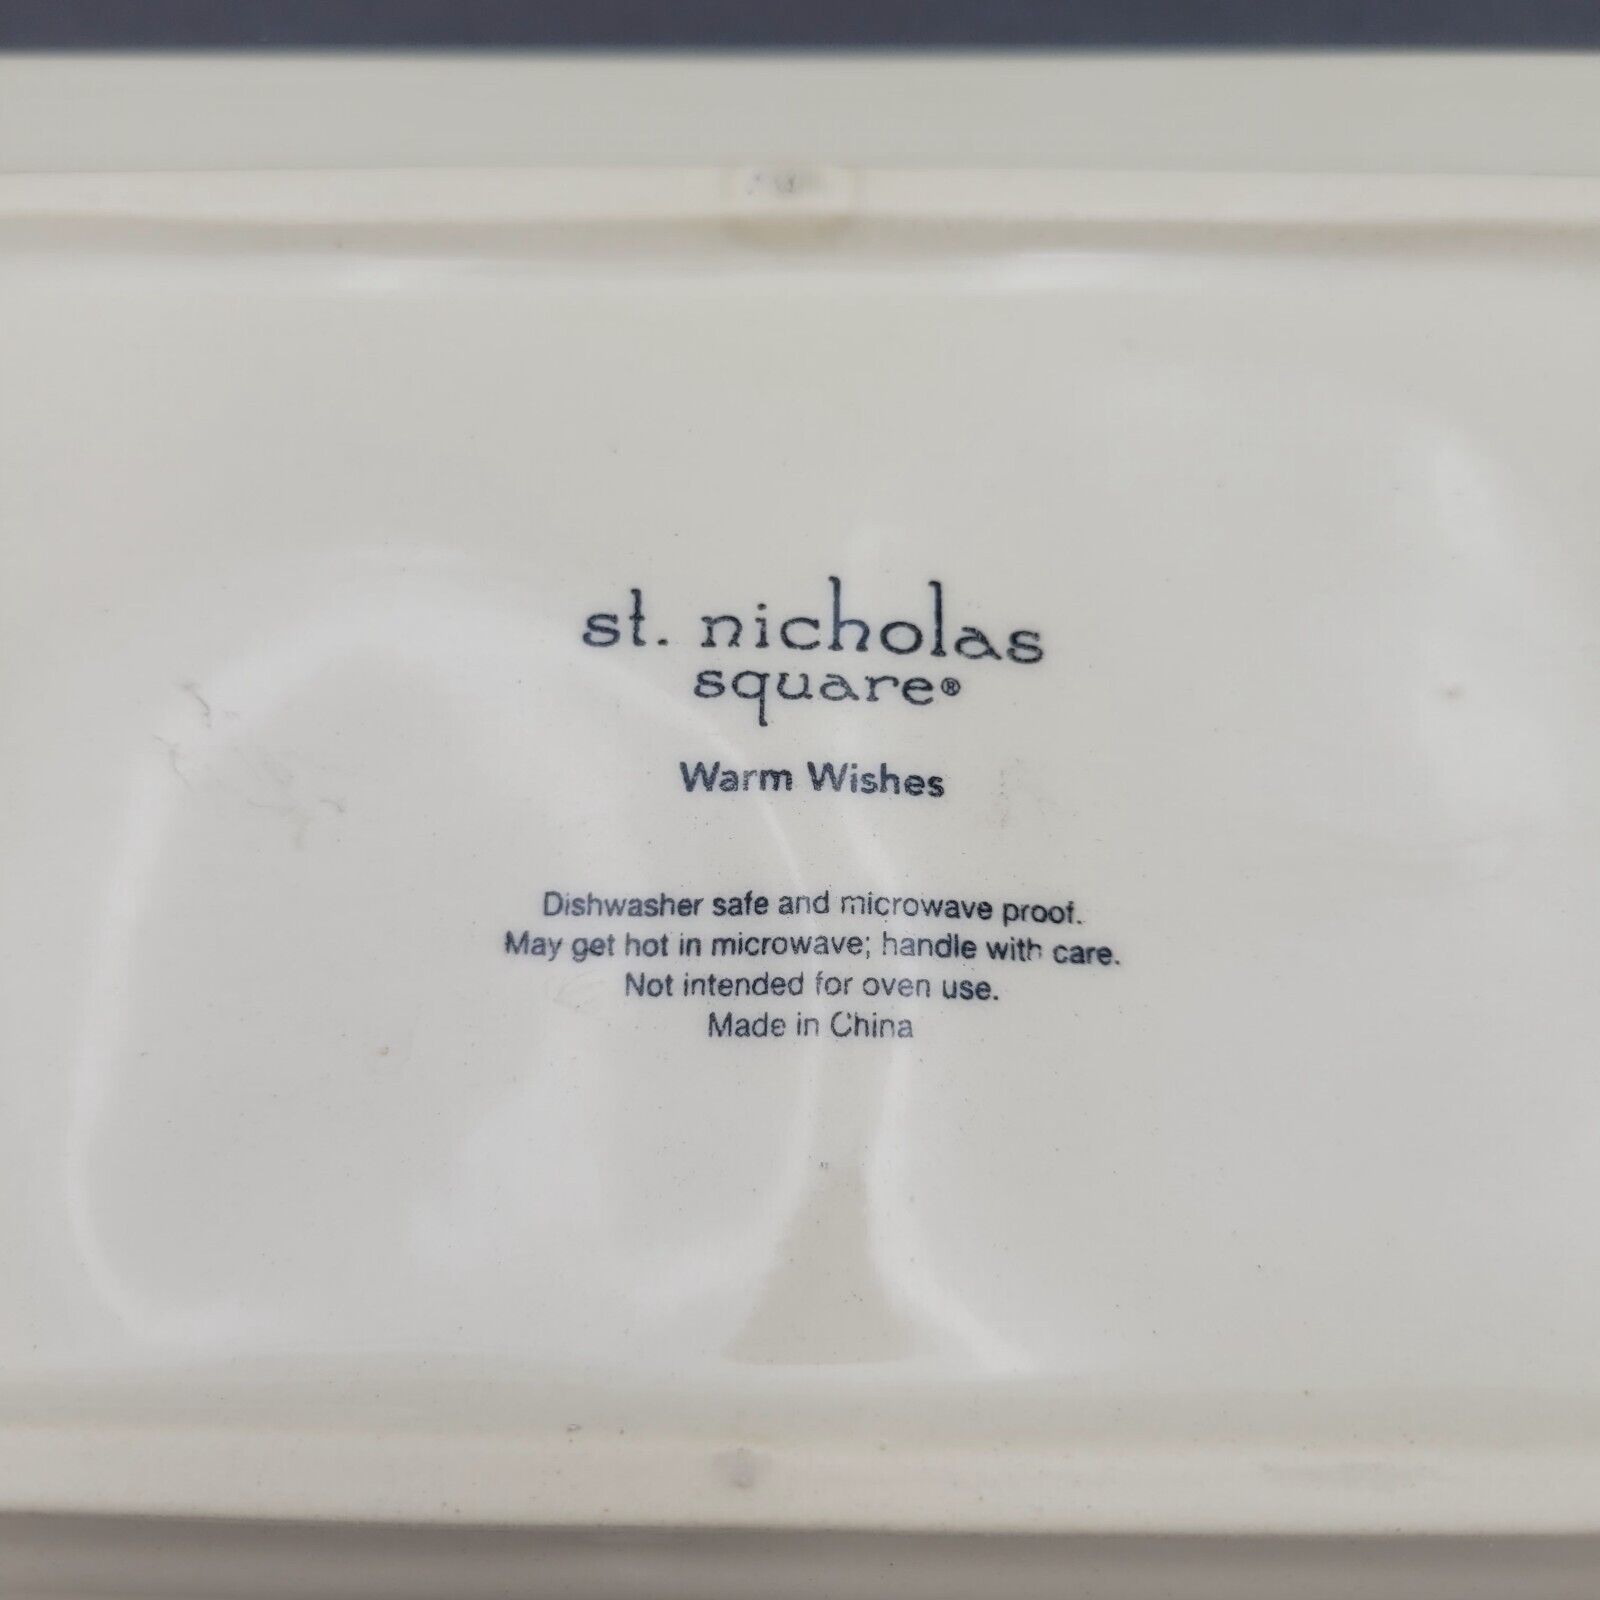 st. nicholas
square®
Warm Wishes
Dishwasher safe and microwave proof.
May get hot in microwave; handle with care.
Not intended for oven use.
Made in China